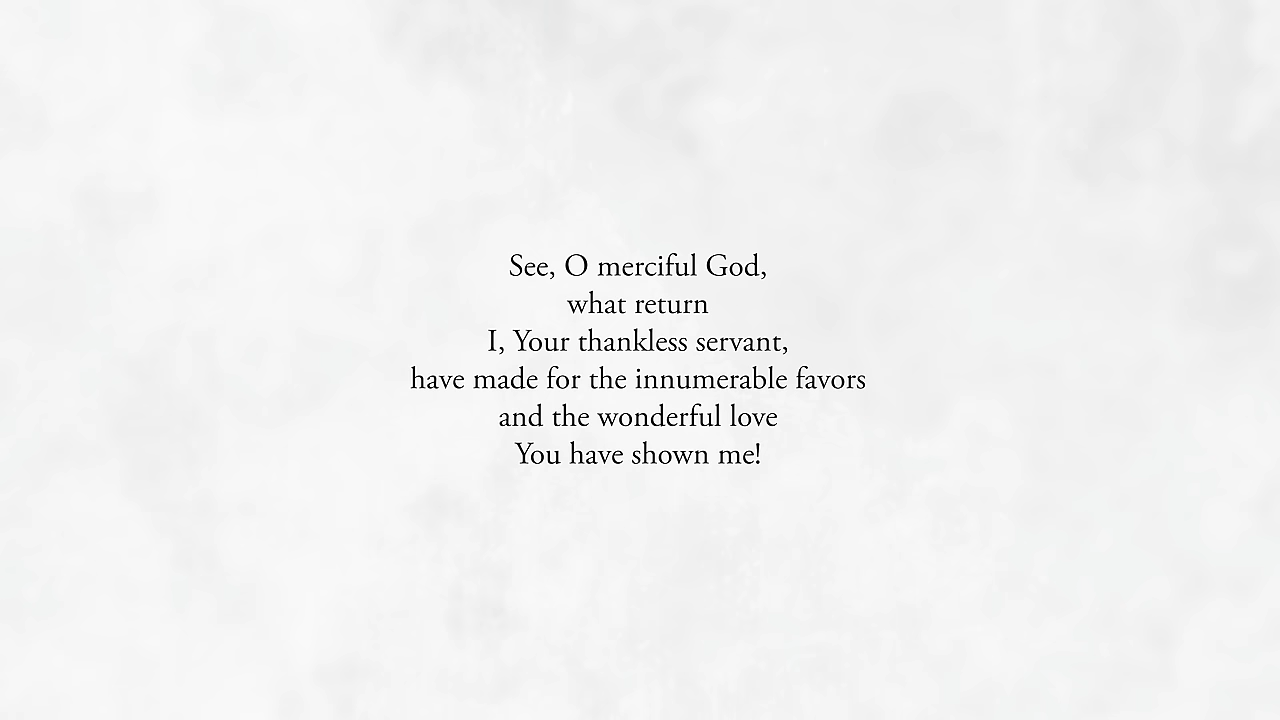 See, O merciful God,
what return
I, Your thankless servant,
have made for the innumerable favors
and the wonderful love
You have shown me!